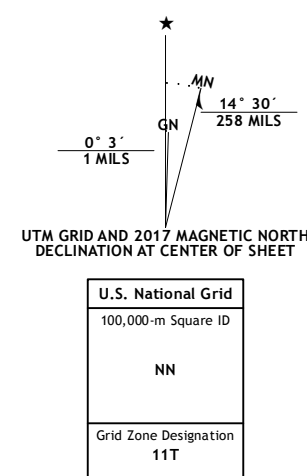 ★
MN
GN
14° 30´
258 MILS
0° 3´
1 MILS
UTM GRID AND 2017 MAGNETIC NORTH
DECLINATION AT CENTER OF SHEET
U.S. National Grid
100,000-m Square ID
NN
Grid Zone Designation
11T